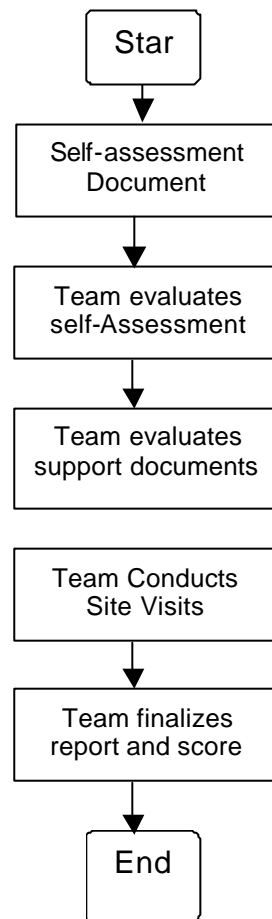 Star
Self-assessment
Document
Team evaluates
self-Assessment
Team evaluates
support documents
Team Conducts
Site Visits
Team finalizes
report and score
End